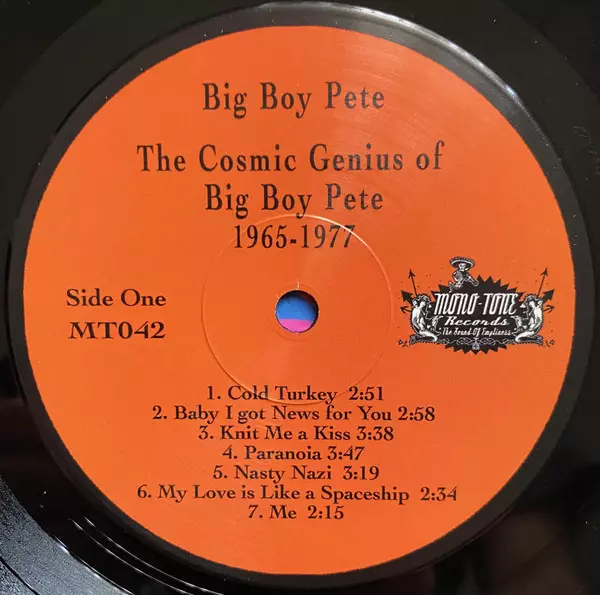 Big Boy Pete
The Cosmic Genius of
Big Boy Pete
1965-1977
Side One
MT042
MONO-TONE
Records
The Sound Of Emptiness
1. Cold Turkey 2:51
2. Baby I got News for You 2:58
3. Knit Me a Kiss 3:38
4. Paranoia 3:47
5. Nasty Nazi 3:19
6. My Love is Like a Spaceship 2:34
7. Me 2:15